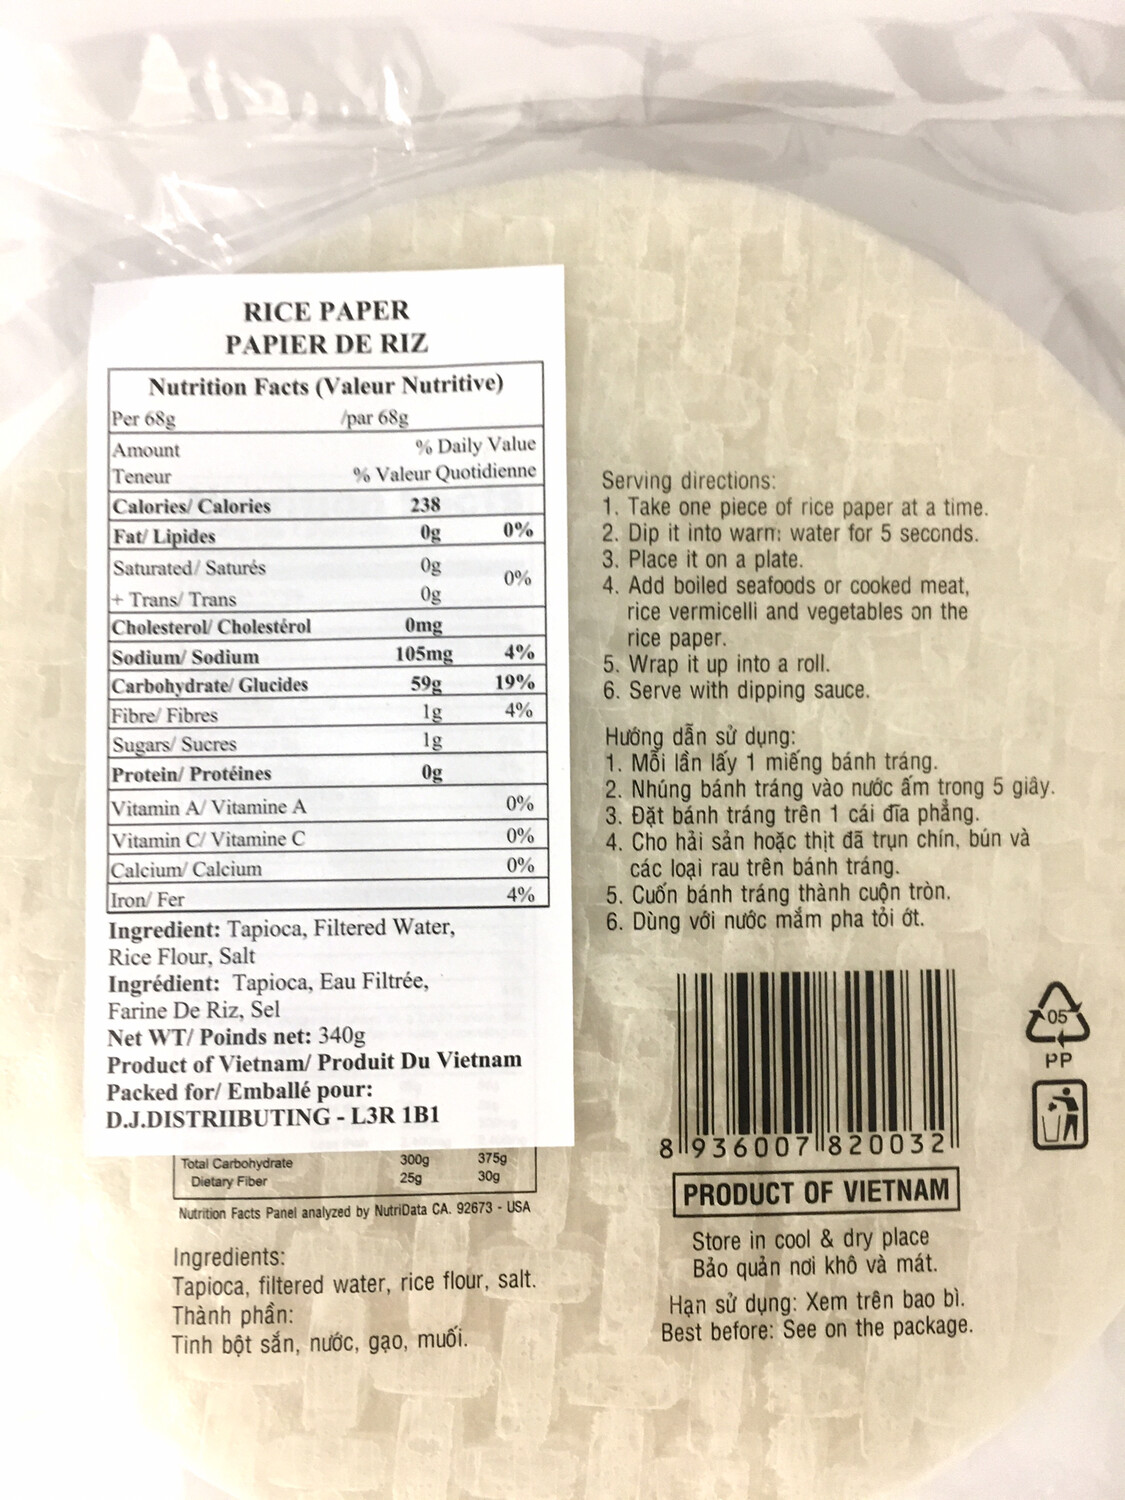 RICE PAPER
PAPIER DE RIZ
Nutrition Facts (Valeur Nutritive)
Per 68g /par 68g
Amount % Daily Value
Teneur % Valeur Quotidienne
Calories/ Calories 238
Fat/ Lipides 0g 0%
Saturated/ Saturés 0g
0%
+ Trans/ Trans 0g
Cholesterol/ Cholestérol 0mg
Sodium/ Sodium 105mg 4%
Carbohydrate/ Glucides 59g 19%
Fibre/ Fibres 1g 4%
Sugars/ Sucres 1g
Protein/ Protéines 0g
Vitamin A/ Vitamine A 0%
Vitamin C/ Vitamine C 0%
Calcium/ Calcium 0%
Iron/ Fer 4%
Ingredient: Tapioca, Filtered Water,
Rice Flour, Salt
Ingrédient: Tapioca, Eau Filtrée,
Farine De Riz, Sel
Net WT/ Poinds net: 340g
Product of Vietnam/ Produit Du Vietnam
Packed for/ Emballé pour:
D.J.DISTRIIBUTING - L3R 1B1
Total Carbohydrate 300g 375g
Dietary Fiber 25g 30g
Nutrition Facts Panel analyzed by NutriData CA. 92673 - USA
Ingredients:
Tapioca, filtered water, rice flour, salt.
Thành phần:
Tinh bột sắn, nước, gạo, muối.
Serving directions:
1. Take one piece of rice paper at a time.
2. Dip it into warm water for 5 seconds.
3. Place it on a plate.
4. Add boiled seafoods or cooked meat,
rice vermicelli and vegetables on the
rice paper.
5. Wrap it up into a roll.
6. Serve with dipping sauce.
Hướng dẫn sử dụng:
1. Mỗi lần lấy 1 miếng bánh tráng.
2. Nhúng bánh tráng vào nước ấm trong 5 giây.
3. Đặt bánh tráng trên 1 cái đĩa phẳng.
4. Cho hải sản hoặc thịt đã trụn chín, bún và
các loại rau trên bánh tráng.
5. Cuốn bánh tráng thành cuộn tròn.
6. Dùng với nước mắm pha tỏi ớt.
8 936007 820032
05
PP
PRODUCT OF VIETNAM
Store in cool & dry place
Bảo quản nơi khô và mát.
Hạn sử dụng: Xem trên bao bì.
Best before: See on the package.